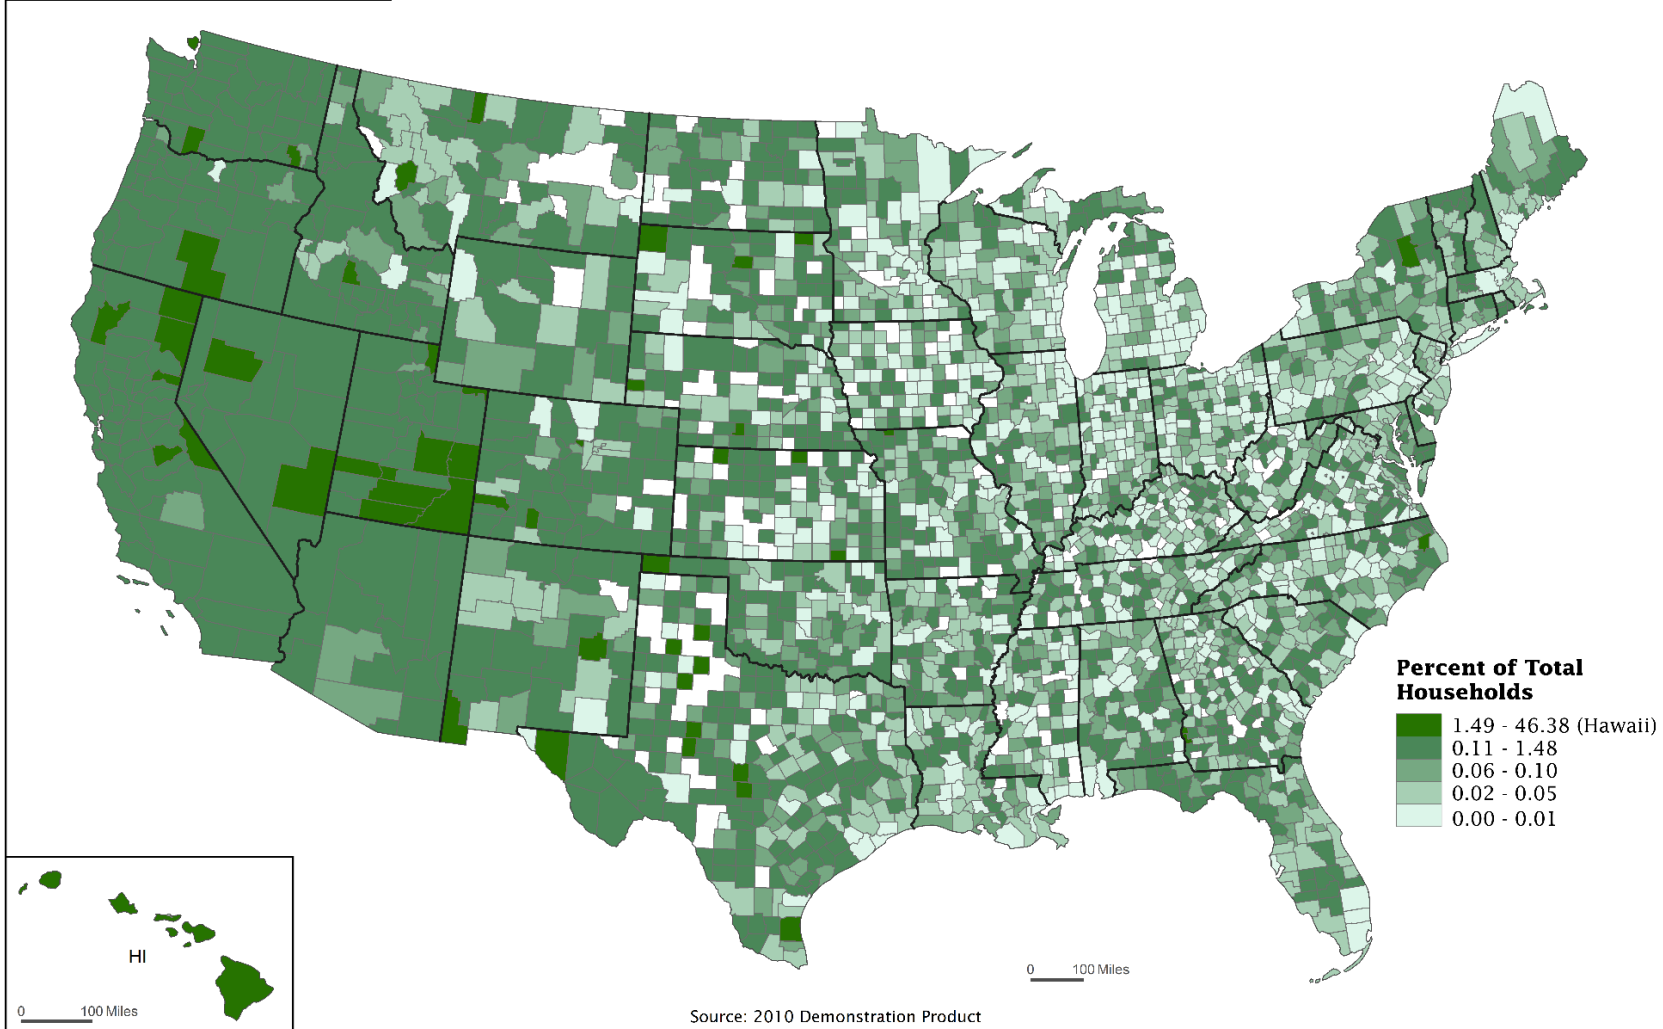 Percent of Total
Households
1.49 - 46.38 (Hawaii)
0.11 - 1.48
0.06 - 0.10
0.02 - 0.05
0.00 - 0.01
HI
0 100 Miles
0 100 Miles
Source: 2010 Demonstration Product